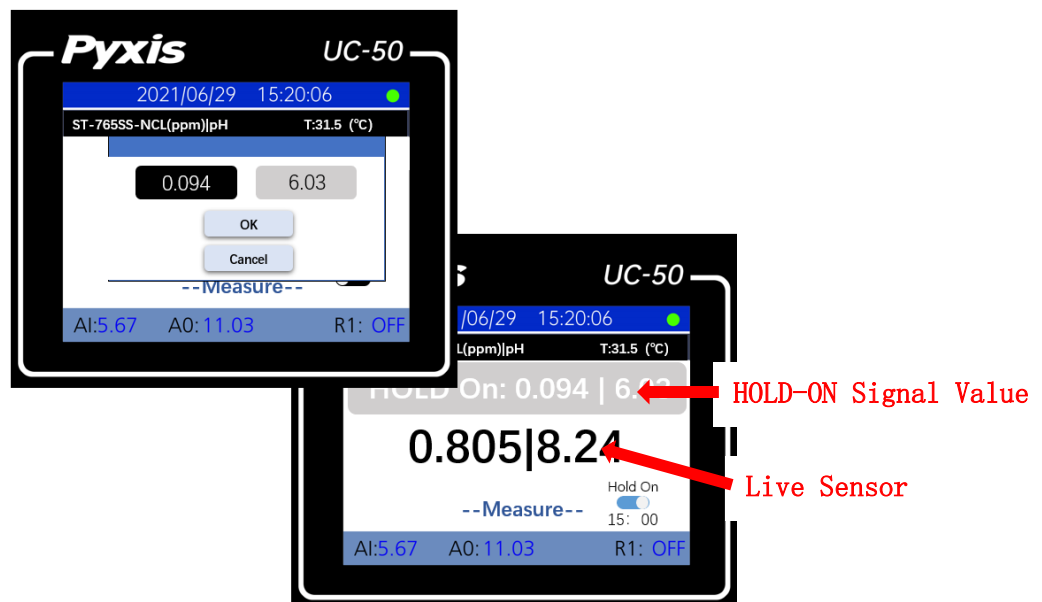 Pyxis UC-50
2021/06/29 15:20:06
ST-765SS-NCL(ppm)|pH T:31.5 (℃)
0.094 6.03
OK
Cancel
--Measure--
AI:5.67 A0:11.03 R1: OFF
UC-50
/06/29 15:20:06
L(ppm)|pH T:31.5 (℃)
HOLD On: 0.094 | 6.03
HOLD-ON Signal Value
0.805|8.24
Live Sensor
Hold On
--Measure--
15: 00
AI:5.67 A0:11.03 R1: OFF